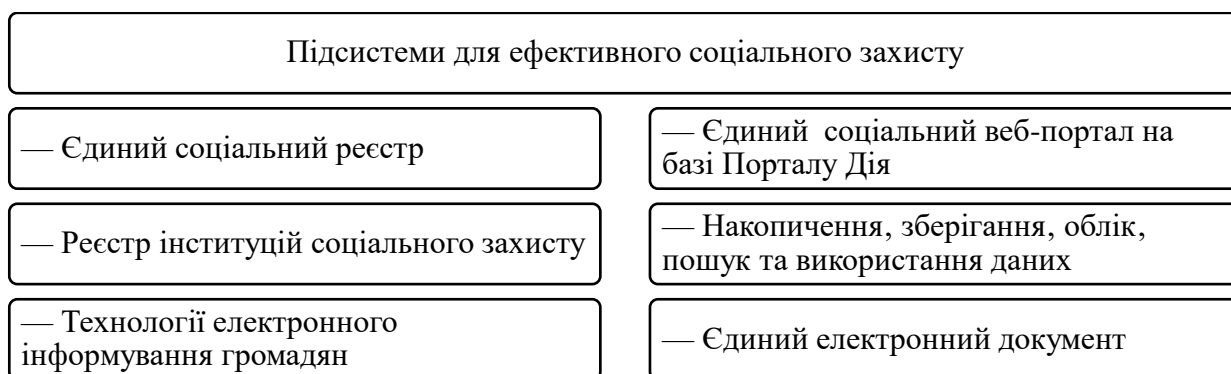 Підсистеми для ефективного соціального захисту
— Єдиний соціальний реєстр
— Єдиний соціальний веб-портал на
базі Порталу Дія
— Реєстр інституцій соціального захисту
— Накопичення, зберігання, облік,
пошук та використання даних
— Технології електронного
інформування громадян
— Єдиний електронний документ